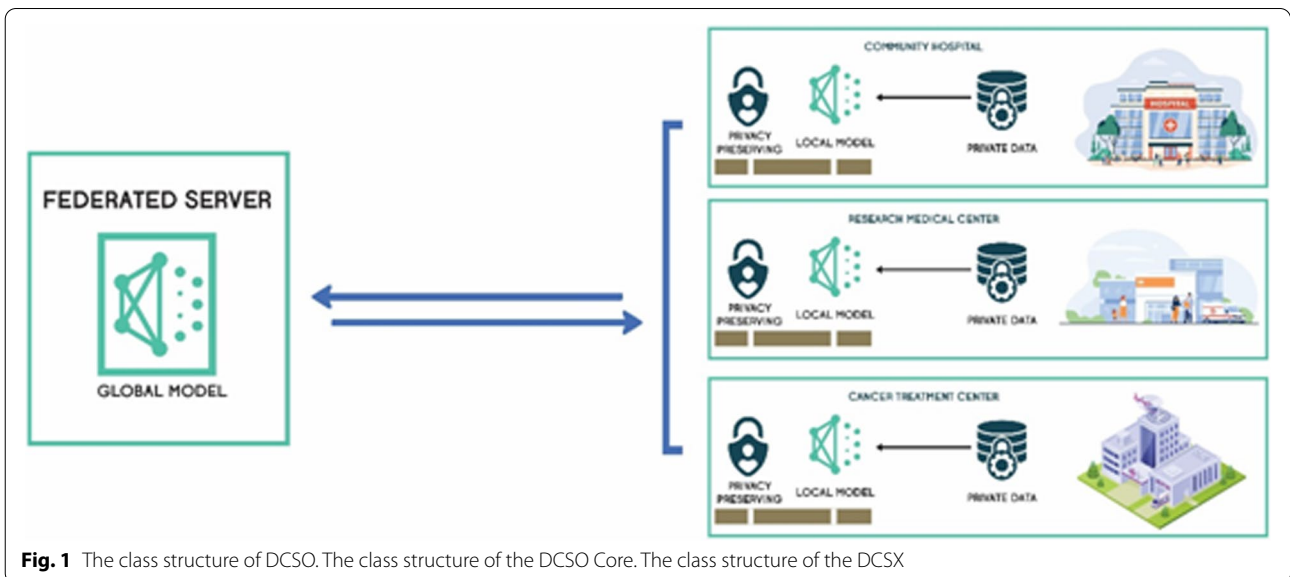 FEDERATED SERVER
GLOBAL MODEL
COMMUNITY HOSPITAL
PRIVACY
PRESERVING
LOCAL MODEL
PRIVATE DATA
HOSPITAL
RESEARCH MEDICAL CENTER
PRIVACY
PRESERVING
LOCAL MODEL
PRIVATE DATA
CANCER TREATMENT CENTER
PRIVACY
PRESERVING
LOCAL MODEL
PRIVATE DATA
Fig. 1 The class structure of DCSO. The class structure of the DCSO Core. The class structure of the DCSX